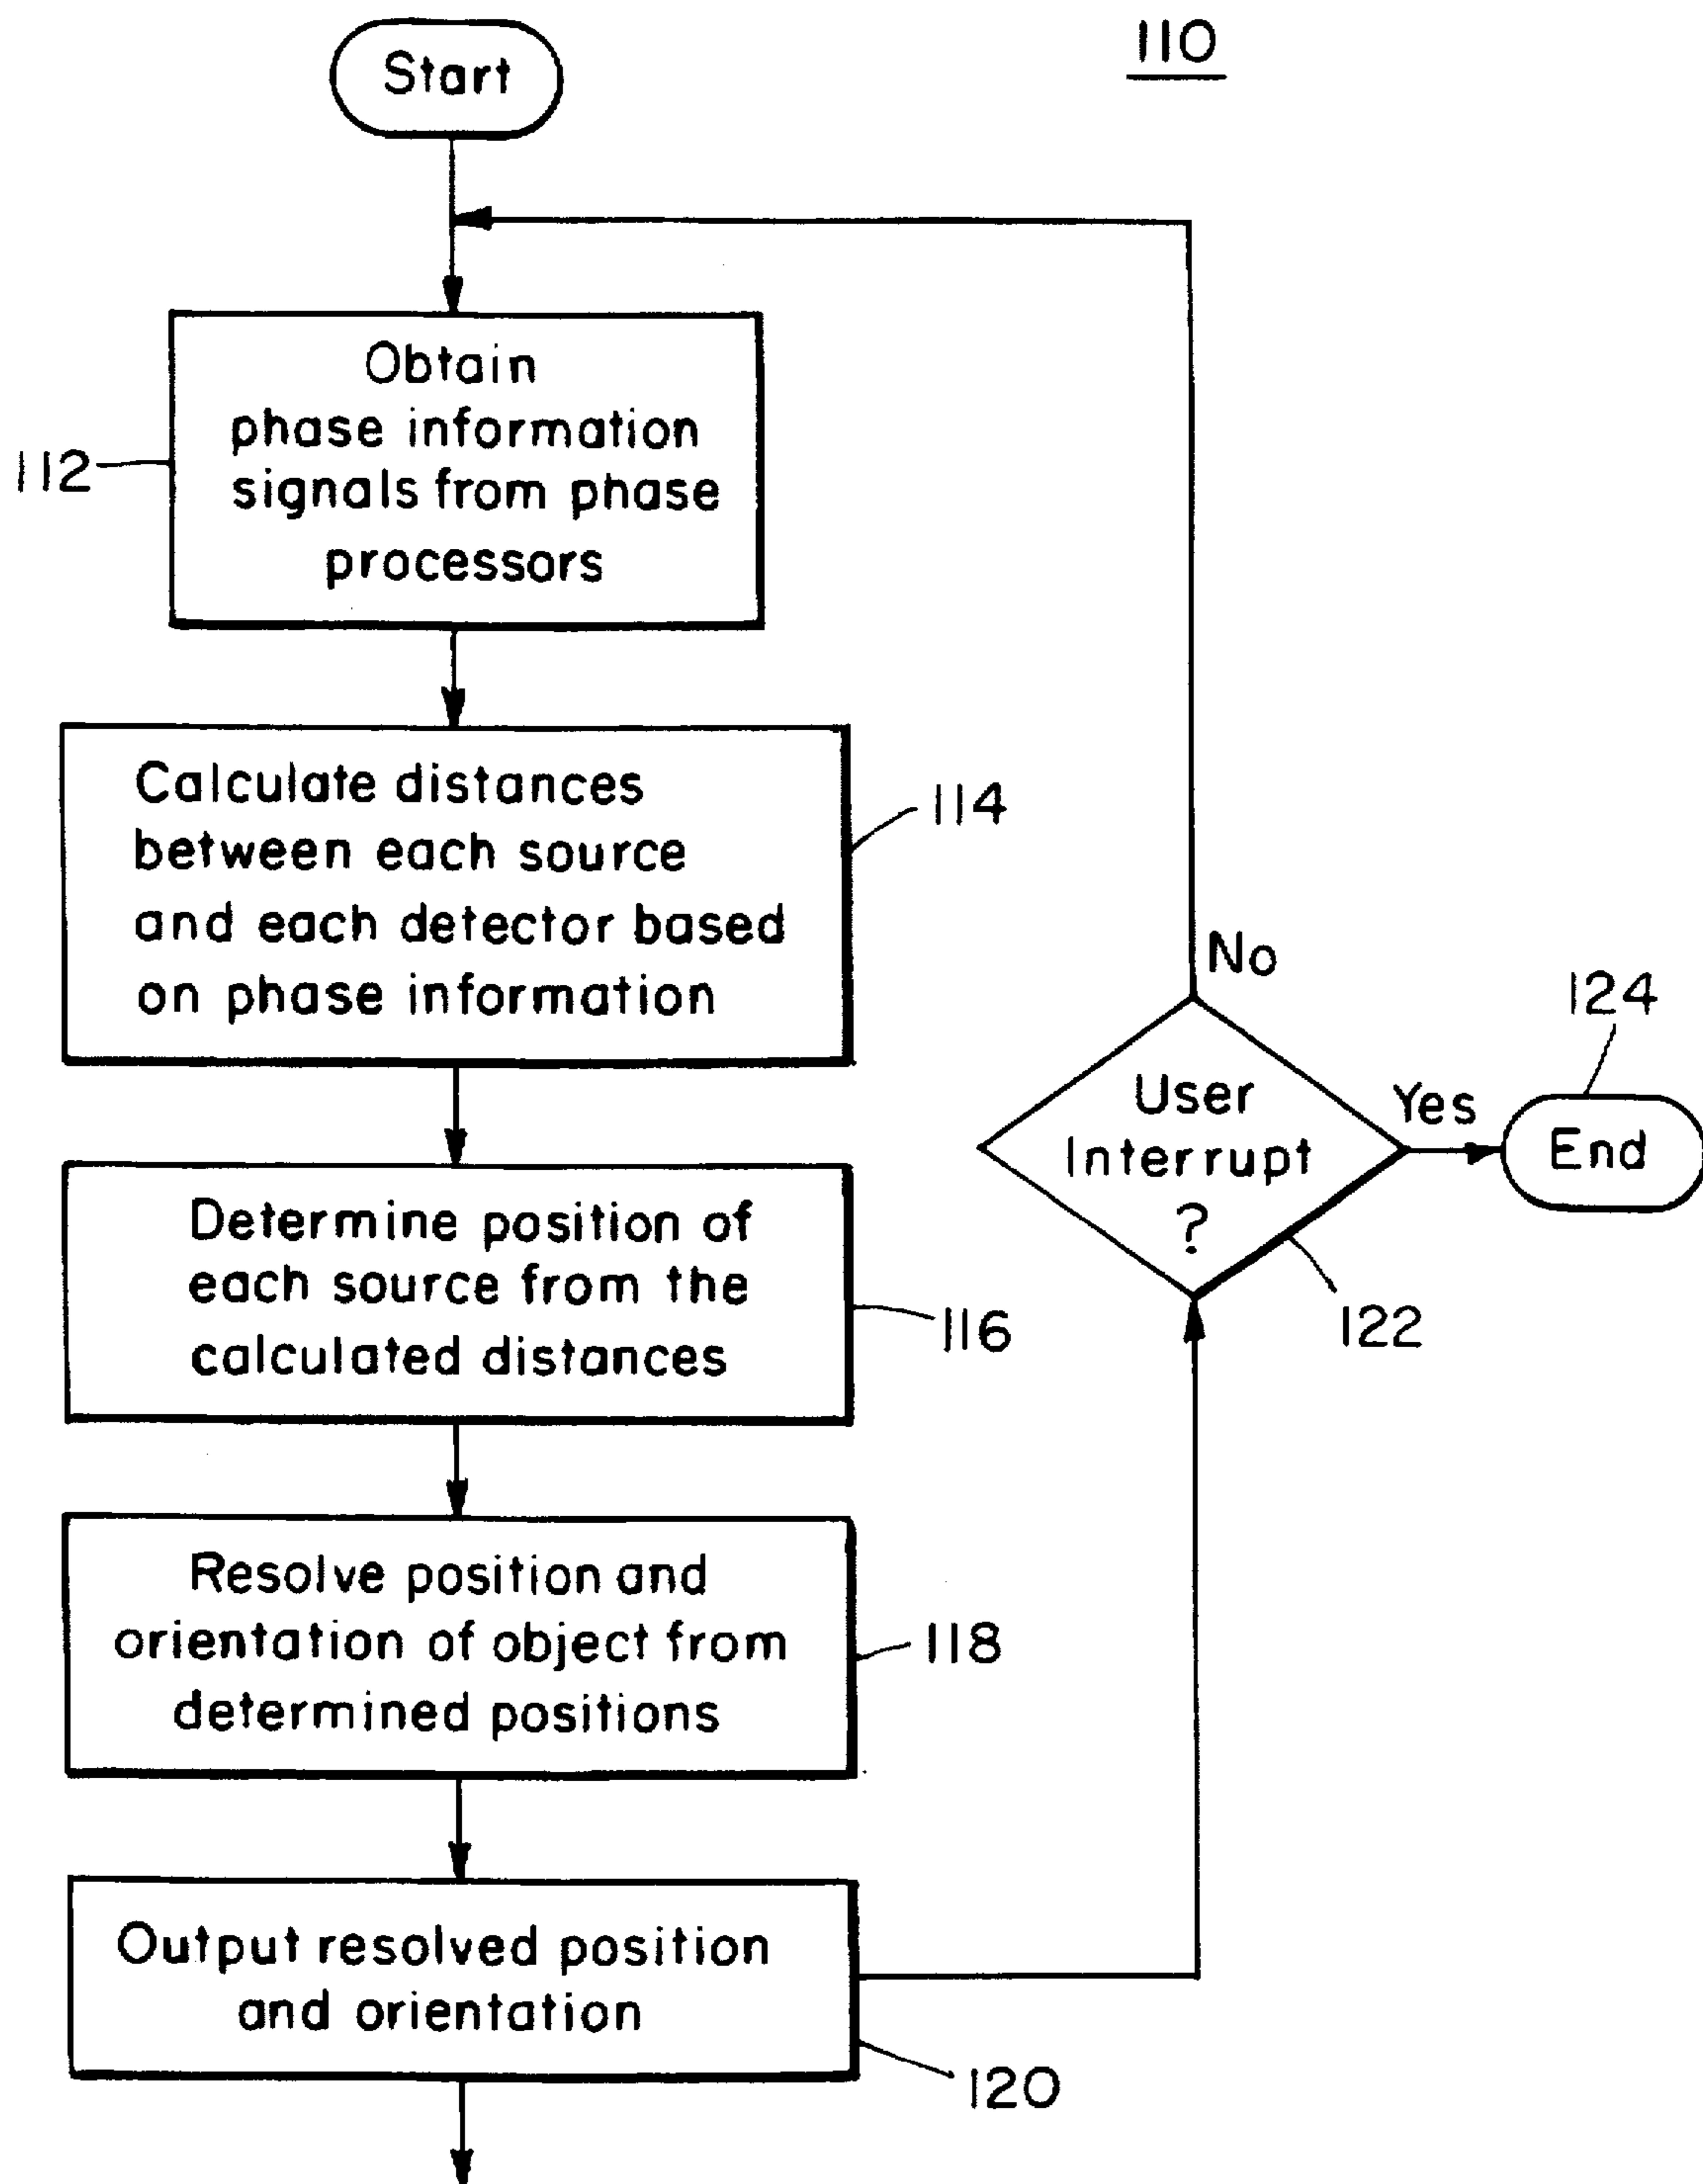 Start
110
Obtain
phase information
signals from phase
processors
112
Calculate distances
between each source
and each detector based
on phase information
114
Determine position of
each source from the
calculated distances
116
Resolve position and
orientation of object from
determined positions
118
Output resolved position
and orientation
120
User
Interrupt
?
122
No
Yes
End
124